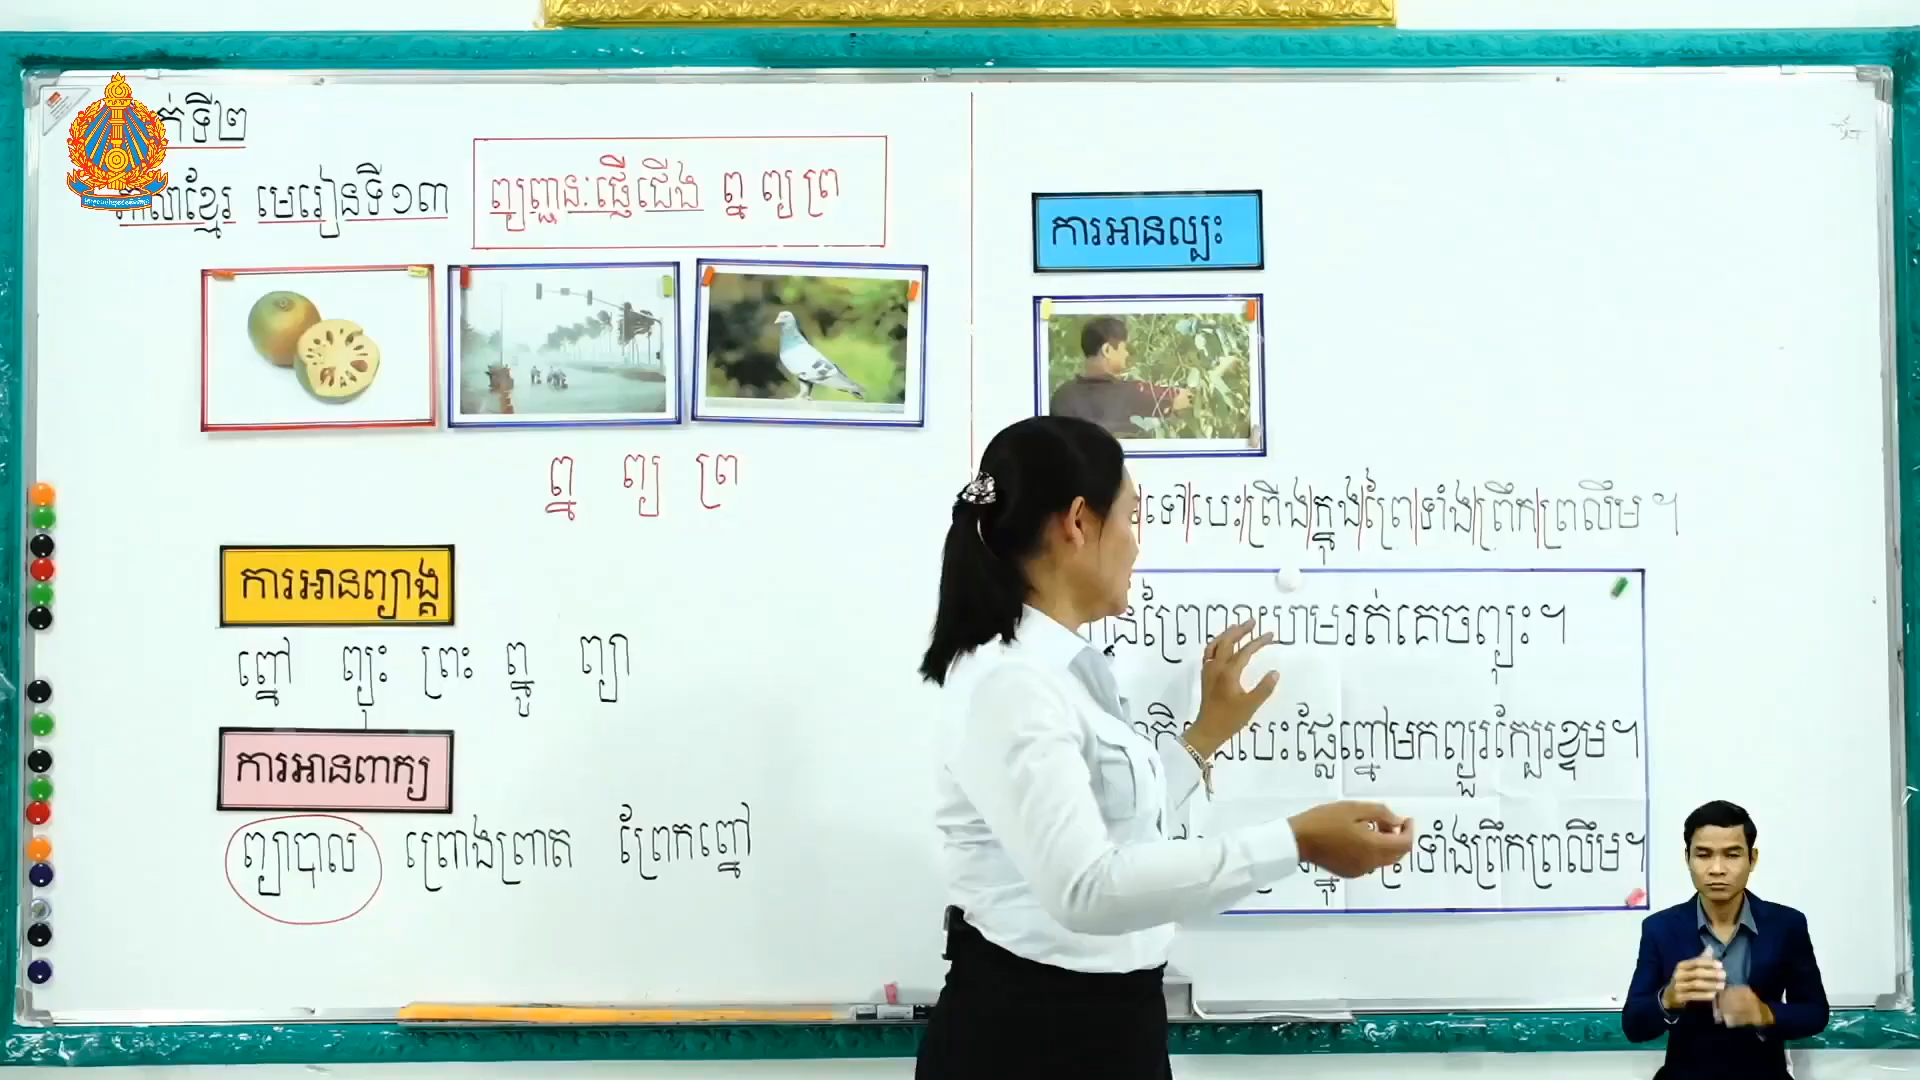 ទី២
ភាសាខ្មែរ មេរៀនទី១៣
ព្យញ្ជនៈផ្ញើជើង ព្ន ព្យ ព្រ
ព្ន ព្យ ព្រ
ការអានព្យាង្គ
ព្នៅ ព្យុះ ព្រះ ព្នូ ព្យា
ការអានពាក្យ
ព្យាបាល ព្រោងព្រាត ព្រែកព្នៅ
ការអានល្បះ
ទៅ|បេះ|ព្រីង|ក្នុង|ព្រៃ|ទាំង|ព្រឹក|ព្រលឹម ។
ព្រៃព្យាយាមរត់គេចព្យុះ។
បេះផ្លែព្នៅមកព្យួរក្បែរខ្ទម។
ទាំងព្រឹកព្រលឹម។